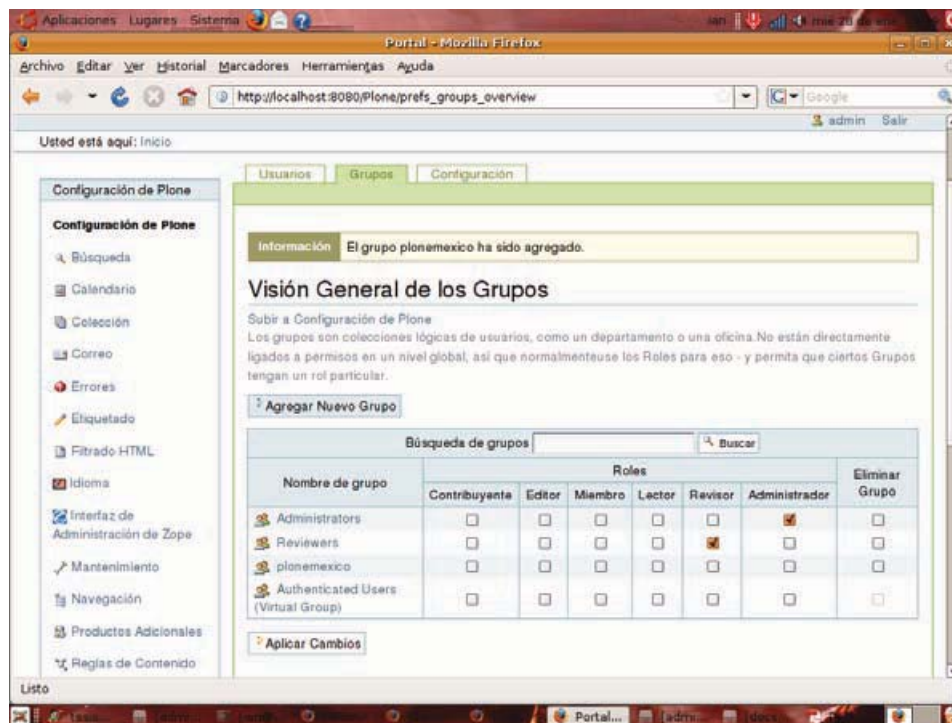 Aplicaciones Lugares Sistema
Portal - Mozilla Firefox
Archivo Editar Ver Historial Marcadores Herramientas Ayuda
http://localhost:8080/Plone/prefs_groups_overview
Google
admin Salir
Usted está aquí: Inicio
Usuarios Grupos Configuración
Configuración de Plone
Configuración de Plone
Búsqueda
Calendario
Colección
Correo
Errores
Etiquetado
Filtrado HTML
Idioma
Interfaz de
Administración de Zope
Mantenimiento
Navegación
Productos Adicionales
Reglas de Contenido
Información El grupo plonemexico ha sido agregado.
Visión General de los Grupos
Subir a Configuración de Plone
Los grupos son colecciones lógicas de usuarios, como un departamento o una oficina.No están directamente
ligados a permisos en un nivel global, así que normalmenteuse los Roles para eso - y permita que ciertos Grupos
tengan un rol particular.
Agregar Nuevo Grupo
Búsqueda de grupos Buscar
Nombre de grupo Roles Eliminar Grupo
Contribuyente Editor Miembro Lector Revisor Administrador
Administrators
Reviewers
plonemexico
Authenticated Users
(Virtual Group)
Aplicar Cambios
Listo
Portal...